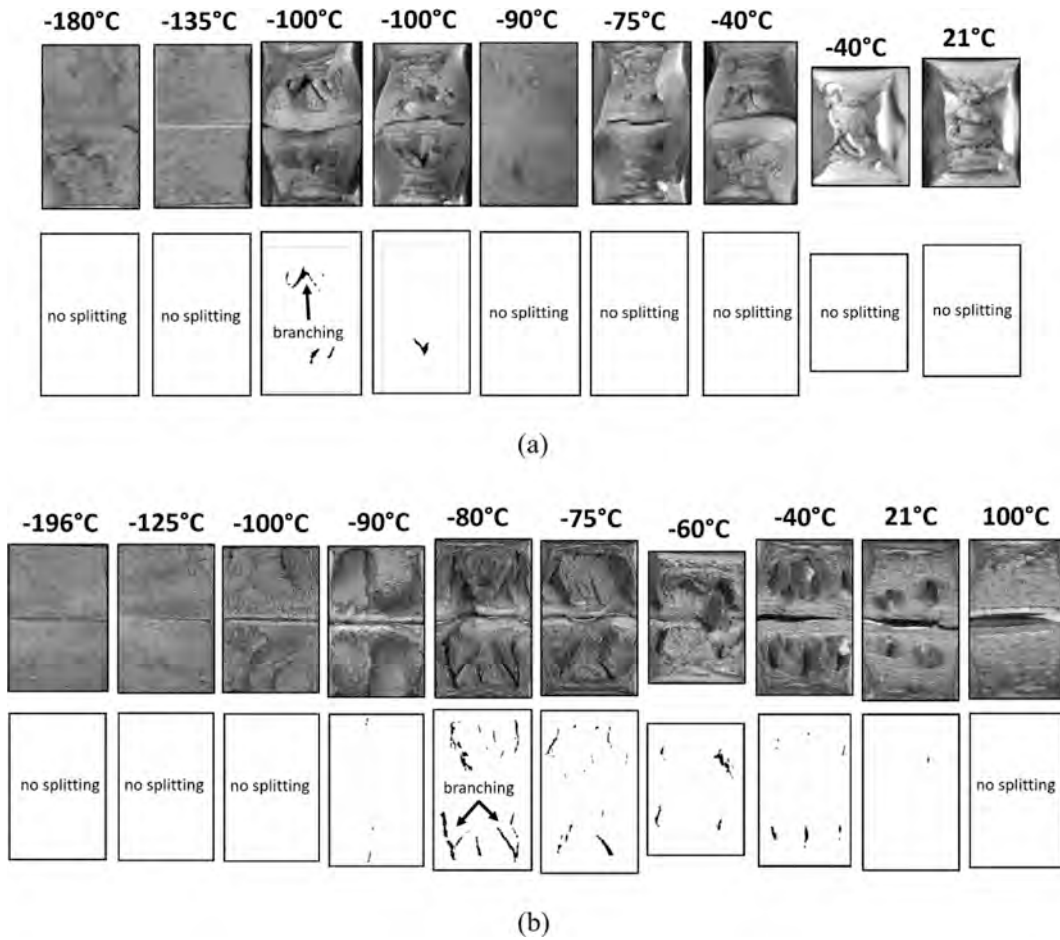 -180°C -135°C -100°C -100°C -90°C -75°C -40°C -40°C 21°C
no splitting no splitting branching no splitting no splitting no splitting no splitting no splitting
(a)
-196°C -125°C -100°C -90°C -80°C -75°C -60°C -40°C 21°C 100°C
no splitting no splitting no splitting branching no splitting
(b)